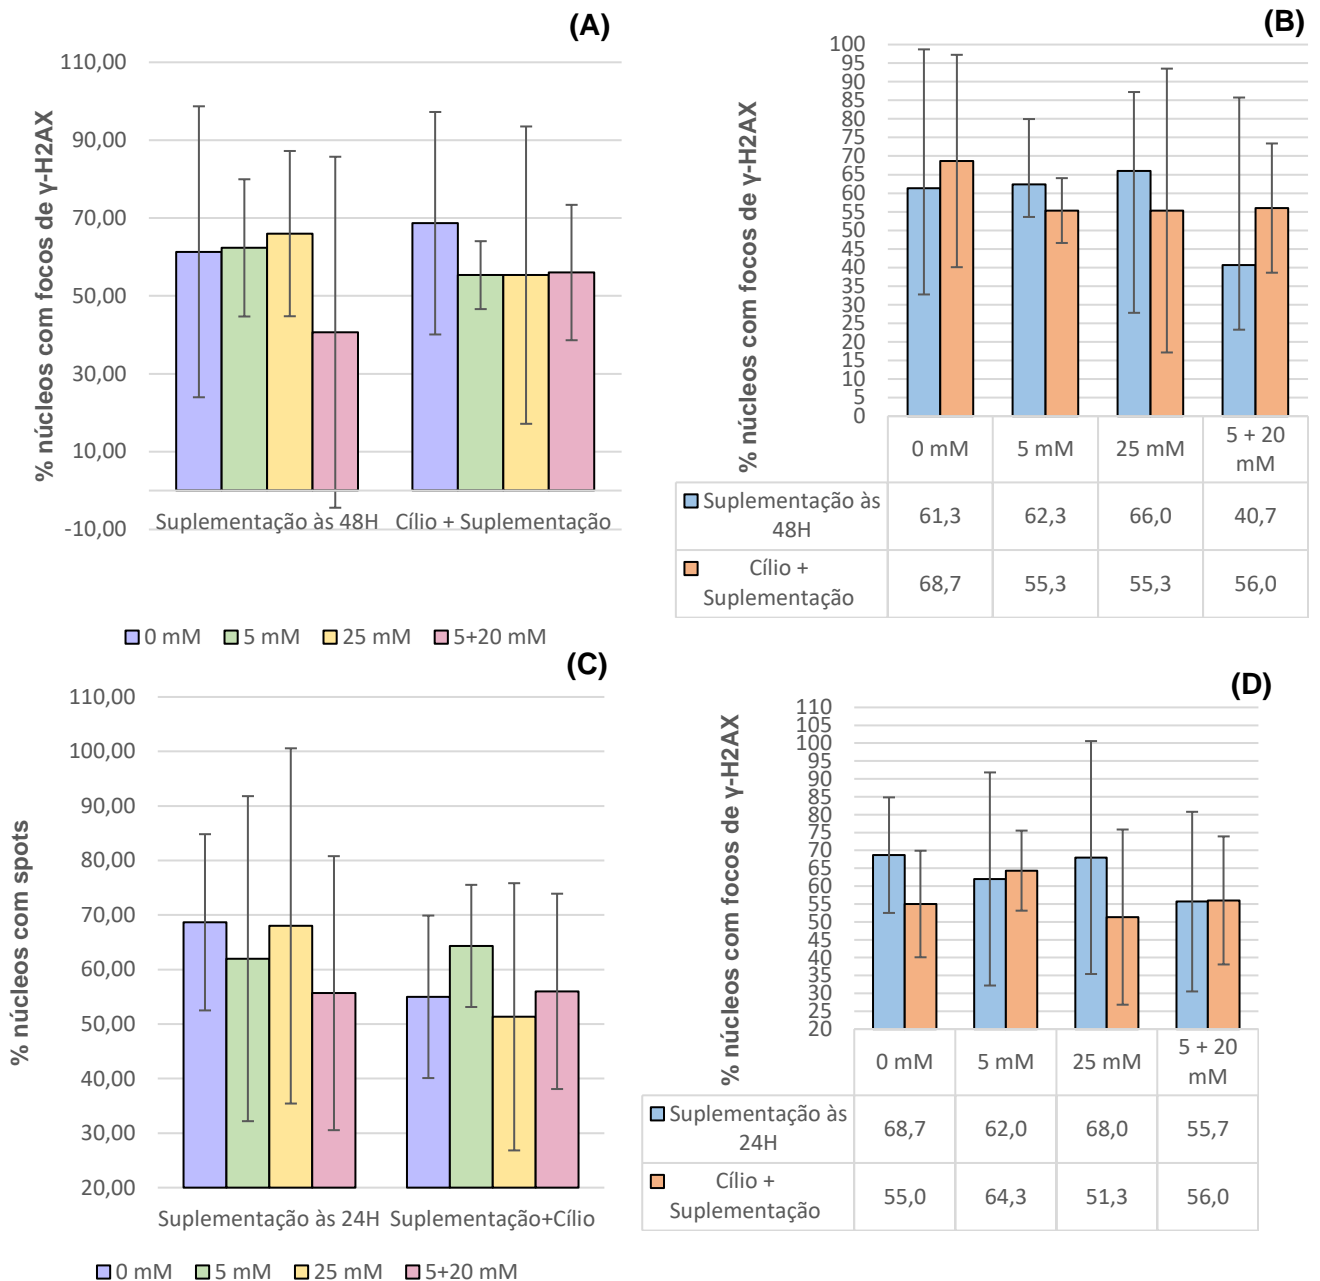 (A)
% núcleos com focos de γ-H2AX
110,00
90,00
70,00
50,00
30,00
10,00
-10,00
Suplementação às 48H
Cílio + Suplementação
0 mM
5 mM
25 mM
5+20 mM
(B)
% núcleos com focos de γ-H2AX
100
95
90
85
80
75
70
65
60
55
50
45
40
35
30
25
20
15
10
5
0
0 mM
5 mM
25 mM
5 + 20
mM
Suplementação às
48H
61,3
62,3
66,0
40,7
Cílio +
Suplementação
68,7
55,3
55,3
56,0
(C)
% núcleos com spots
110,00
100,00
90,00
80,00
70,00
60,00
50,00
40,00
30,00
20,00
Suplementação às 24H
Suplementação+Cílio
0 mM
5 mM
25 mM
5+20 mM
(D)
% núcleos com focos de γ-H2AX
110
105
100
95
90
85
80
75
70
65
60
55
50
45
40
35
30
25
20
0 mM
5 mM
25 mM
5 + 20
mM
Suplementação às
24H
68,7
62,0
68,0
55,7
Cílio +
Suplementação
55,0
64,3
51,3
56,0